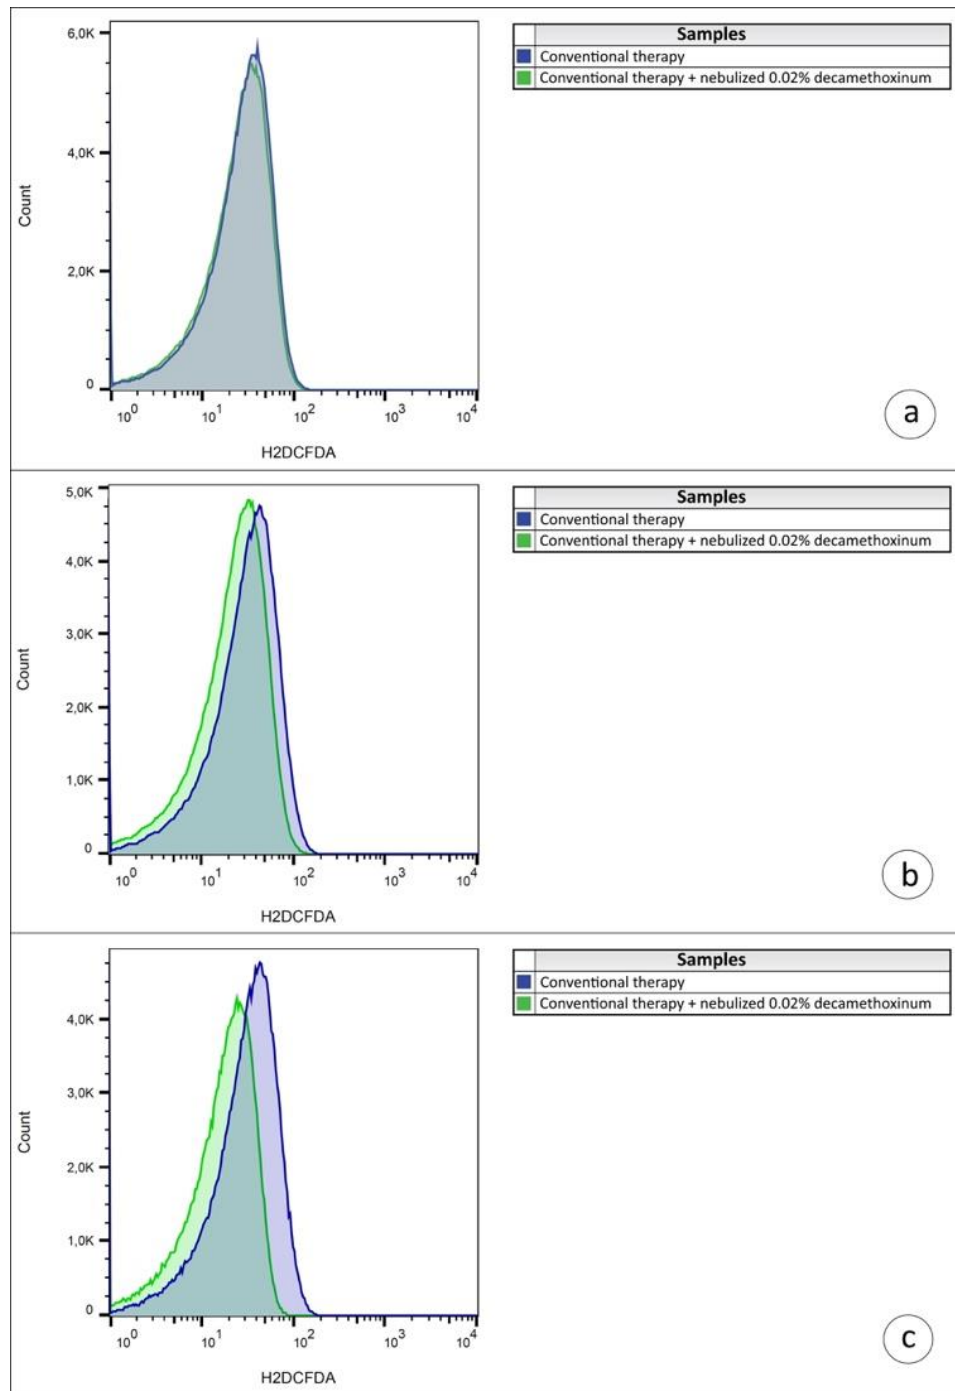 6,0K
4,0K
2,0K
0
Count
10^0 10^1 10^2 10^3 10^4
H2DCFDA
Samples
Conventional therapy
Conventional therapy + nebulized 0.02% decamethoxinum
a
5,0K
4,0K
3,0K
2,0K
1,0K
0
Count
10^0 10^1 10^2 10^3 10^4
H2DCFDA
Samples
Conventional therapy
Conventional therapy + nebulized 0.02% decamethoxinum
b
4,0K
3,0K
2,0K
1,0K
0
Count
10^0 10^1 10^2 10^3 10^4
H2DCFDA
Samples
Conventional therapy
Conventional therapy + nebulized 0.02% decamethoxinum
c